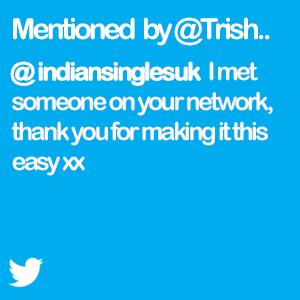 Mentioned by @Trish..
@indiansinglesuk I met
someone on your network,
thank you for making it this
easy xx